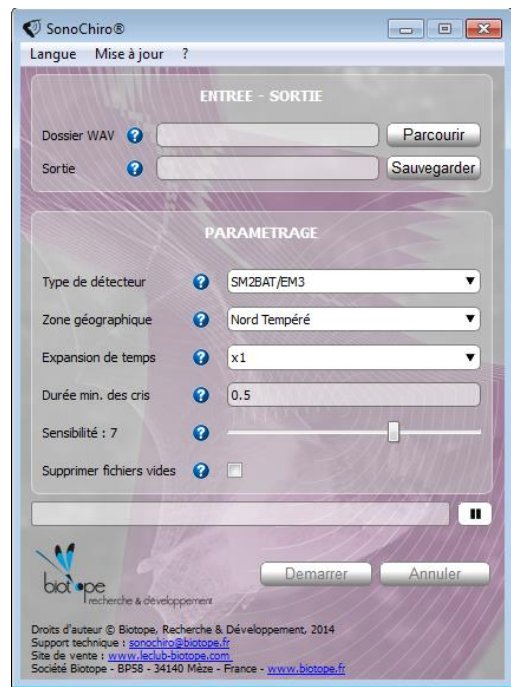 SonoChiro®
Langue Mise à jour ?
ENTREE - SORTIE
Dossier WAV ? Parcourir
Sortie ? Sauvegarder
PARAMETRAGE
Type de détecteur ? SM2BAT/EM3
Zone géographique ? Nord Tempéré
Expansion de temps ? x1
Durée min. des cris ? 0.5
Sensibilité : 7 ?
Supprimer fichiers vides ?
biotope
recherche & développement
Demarrer Annuler
Droits d'auteur © Biotope, Recherche & Développement, 2014
Support technique : sonochiro@biotope.fr
Site de vente : www.leclub-biotope.com
Société Biotope - BP58 - 34140 Mèze - France - www.biotope.fr